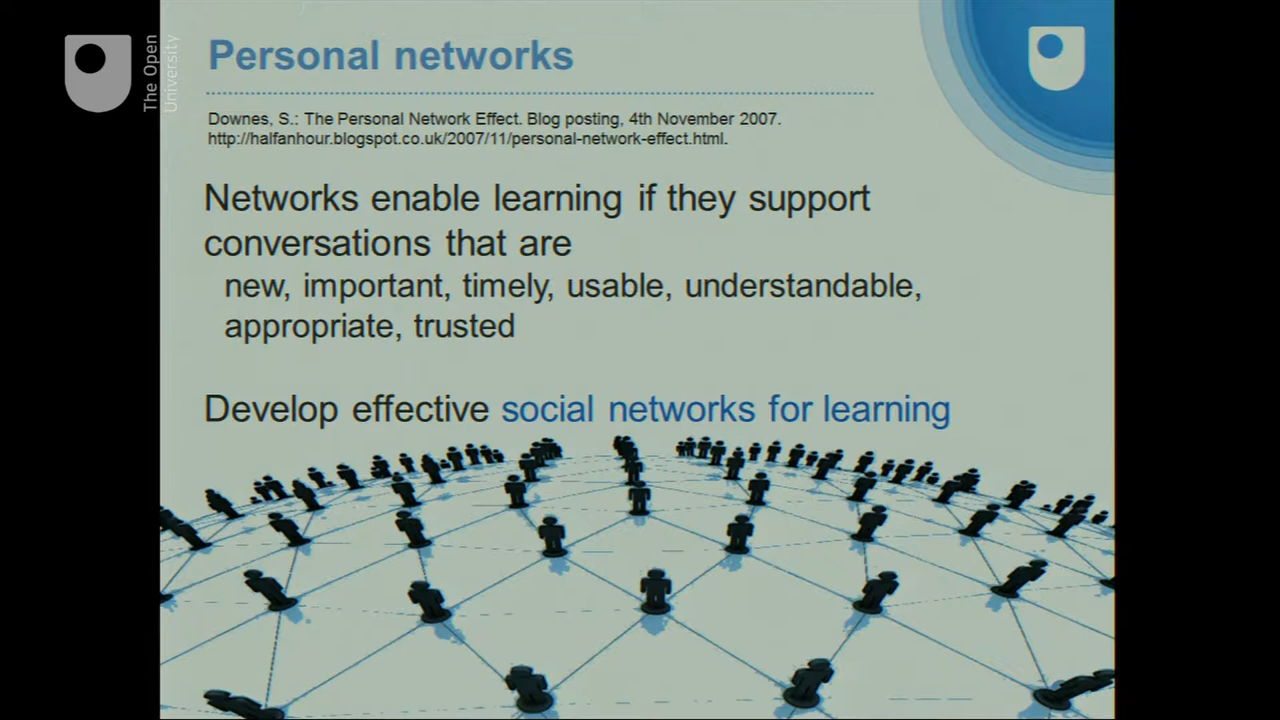 The Open
University
Personal networks
Downes, S.: The Personal Network Effect. Blog posting, 4th November 2007.
http://halfanhour.blogspot.co.uk/2007/11/personal-network-effect.html.
Networks enable learning if they support
conversations that are
new, important, timely, usable, understandable,
appropriate, trusted
Develop effective social networks for learning